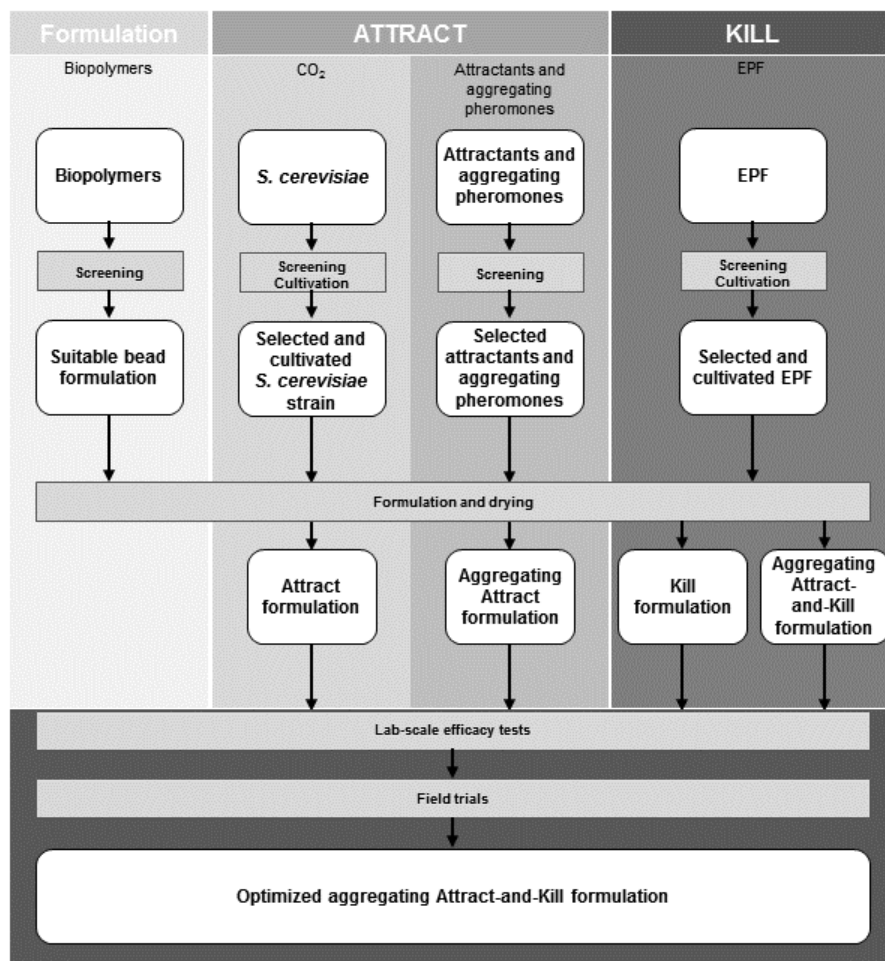 Formulation
ATTRACT
KILL
Biopolymers
CO₂
Attractants and
aggregating
pheromones
EPF
Biopolymers
S. cerevisiae
Attractants and
aggregating
pheromones
EPF
Screening
Screening
Cultivation
Screening
Screening
Cultivation
Suitable bead
formulation
Selected and
cultivated
S. cerevisiae
strain
Selected
attractants and
aggregating
pheromones
Selected and
cultivated EPF
Formulation and drying
Attract
formulation
Aggregating
Attract
formulation
Kill
formulation
Aggregating
Attract-
and-Kill
formulation
Lab-scale efficacy tests
Field trials
Optimized aggregating Attract-and-Kill formulation